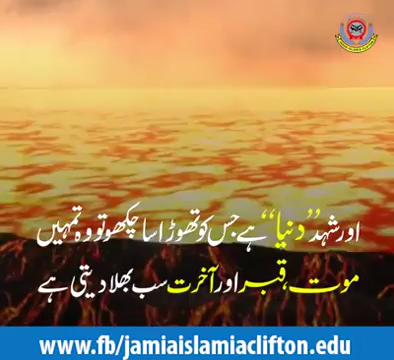 اور شہد ”دنیا“ ہے جس کو تھوڑا سا چکھو تو وہ تمہیں
موت، قبر اور آخرت سب بھلا دیتی ہے
www.fb/jamiaislamiaclifton.edu